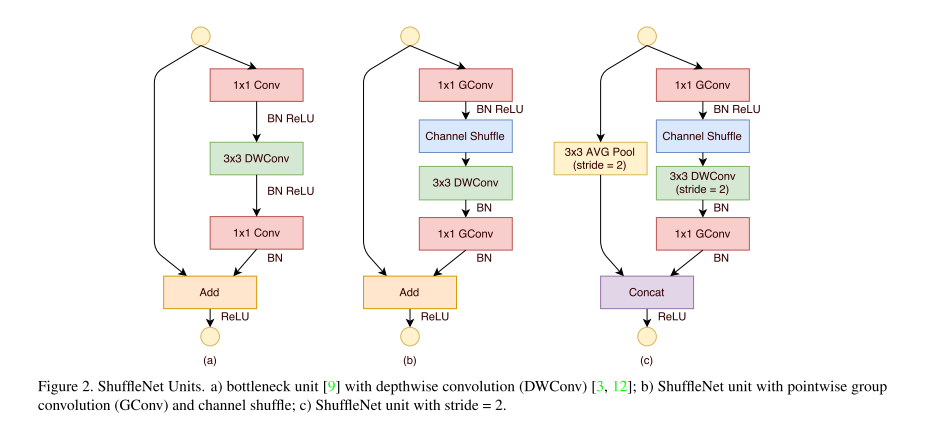 1x1 Conv
BN ReLU
3x3 DWConv
BN ReLU
1x1 Conv
BN
Add
ReLU
(a)
1x1 GConv
BN ReLU
Channel Shuffle
3x3 DWConv
BN
1x1 GConv
BN
Add
ReLU
(b)
3x3 AVG Pool
(stride = 2)
1x1 GConv
BN ReLU
Channel Shuffle
3x3 DWConv
(stride = 2)
BN
1x1 GConv
BN
Concat
ReLU
(c)
Figure 2. ShuffleNet Units. a) bottleneck unit [9] with depthwise convolution (DWConv) [3, 12]; b) ShuffleNet unit with pointwise group
convolution (GConv) and channel shuffle; c) ShuffleNet unit with stride = 2.